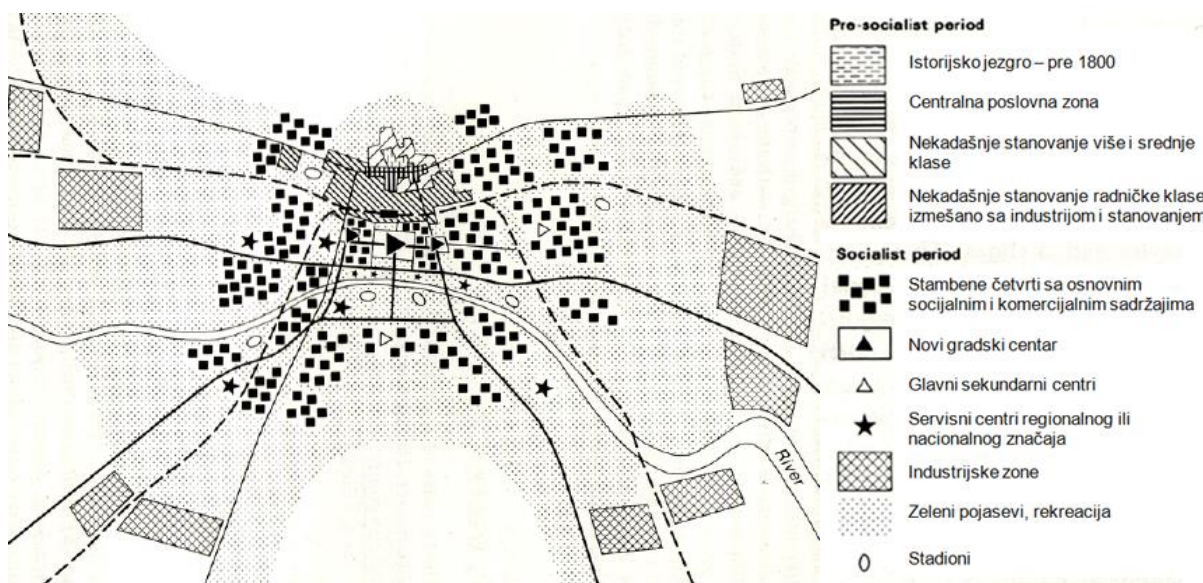 Pre-socialist period
Istorijsko jezgro – pre 1800
Centralna poslovna zona
Nekadašnje stanovanje više i srednje
klase
Nekadašnje stanovanje radničke klase
izmešano sa industrijom i stanovanjem
Socialist period
Stambene četvrti sa osnovnim
socijalnim i komercijalnim sadržajima
Novi gradski centar
Glavni sekundarni centri
Servisni centri regionalnog ili
nacionalnog značaja
Industrijske zone
Zeleni pojasevi, rekreacija
Stadioni
River